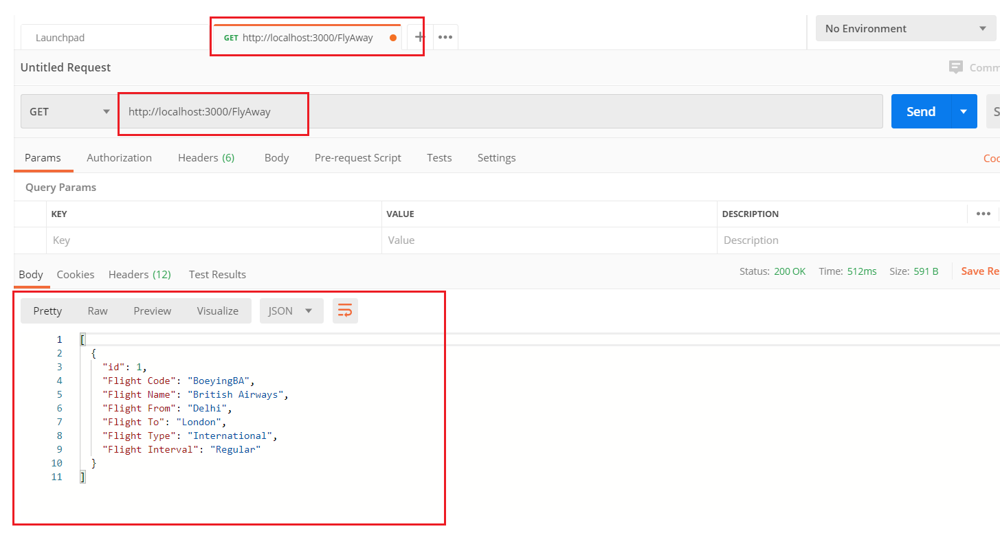 Launchpad
GET http://localhost:3000/FlyAway
No Environment
Untitled Request
Comm
GET
http://localhost:3000/FlyAway
Send
S
Params Authorization Headers (6) Body Pre-request Script Tests Settings
Coo
Query Params
KEY VALUE DESCRIPTION
Key Value Description
Body Cookies Headers (12) Test Results
Status: 200 OK Time: 512ms Size: 591 B Save Re
Pretty Raw Preview Visualize JSON
1 [
2 {
3 "id": 1,
4 "Flight Code": "BoeyingBA",
5 "Flight Name": "British Airways",
6 "Flight From": "Delhi",
7 "Flight To": "London",
8 "Flight Type": "International",
9 "Flight Interval": "Regular"
10 }
11 ]